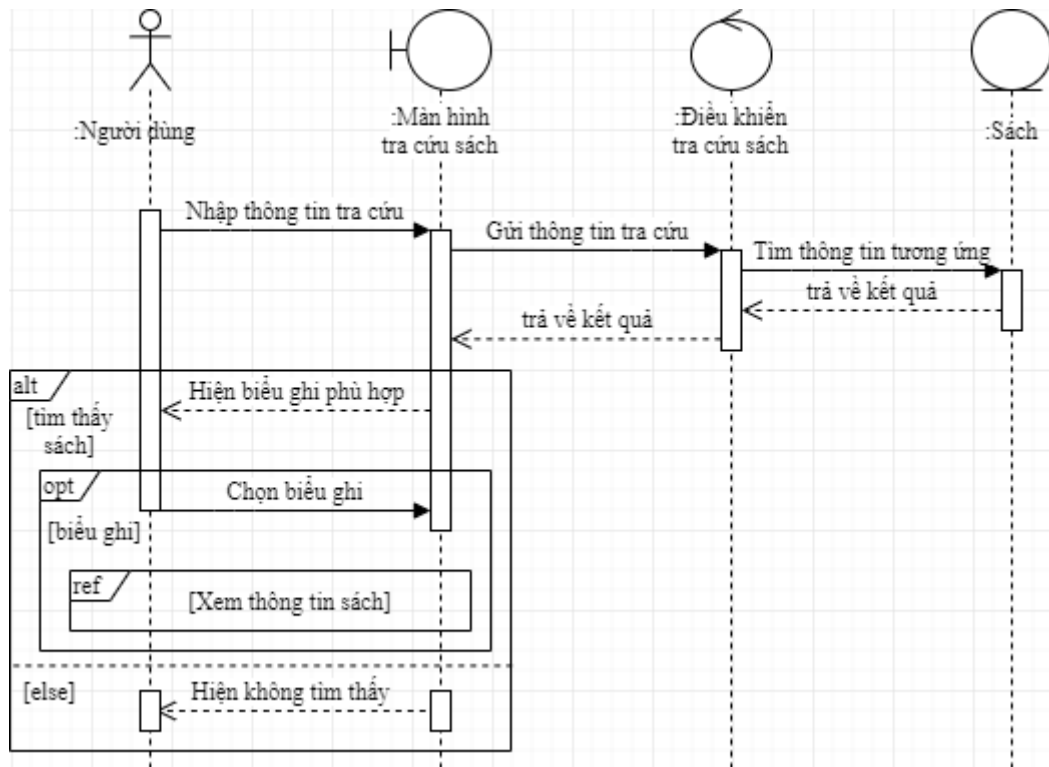 :Người dùng
:Màn hình
tra cứu sách
:Điều khiển
tra cứu sách
:Sách
Nhập thông tin tra cứu
Gửi thông tin tra cứu
Tìm thông tin tương ứng
trả về kết quả
trả về kết quả
alt
Hiện biểu ghi phù hợp
[tìm thấy
sách]
opt
Chọn biểu ghi
[biểu ghi]
ref
[Xem thông tin sách]
[else]
Hiện không tìm thấy